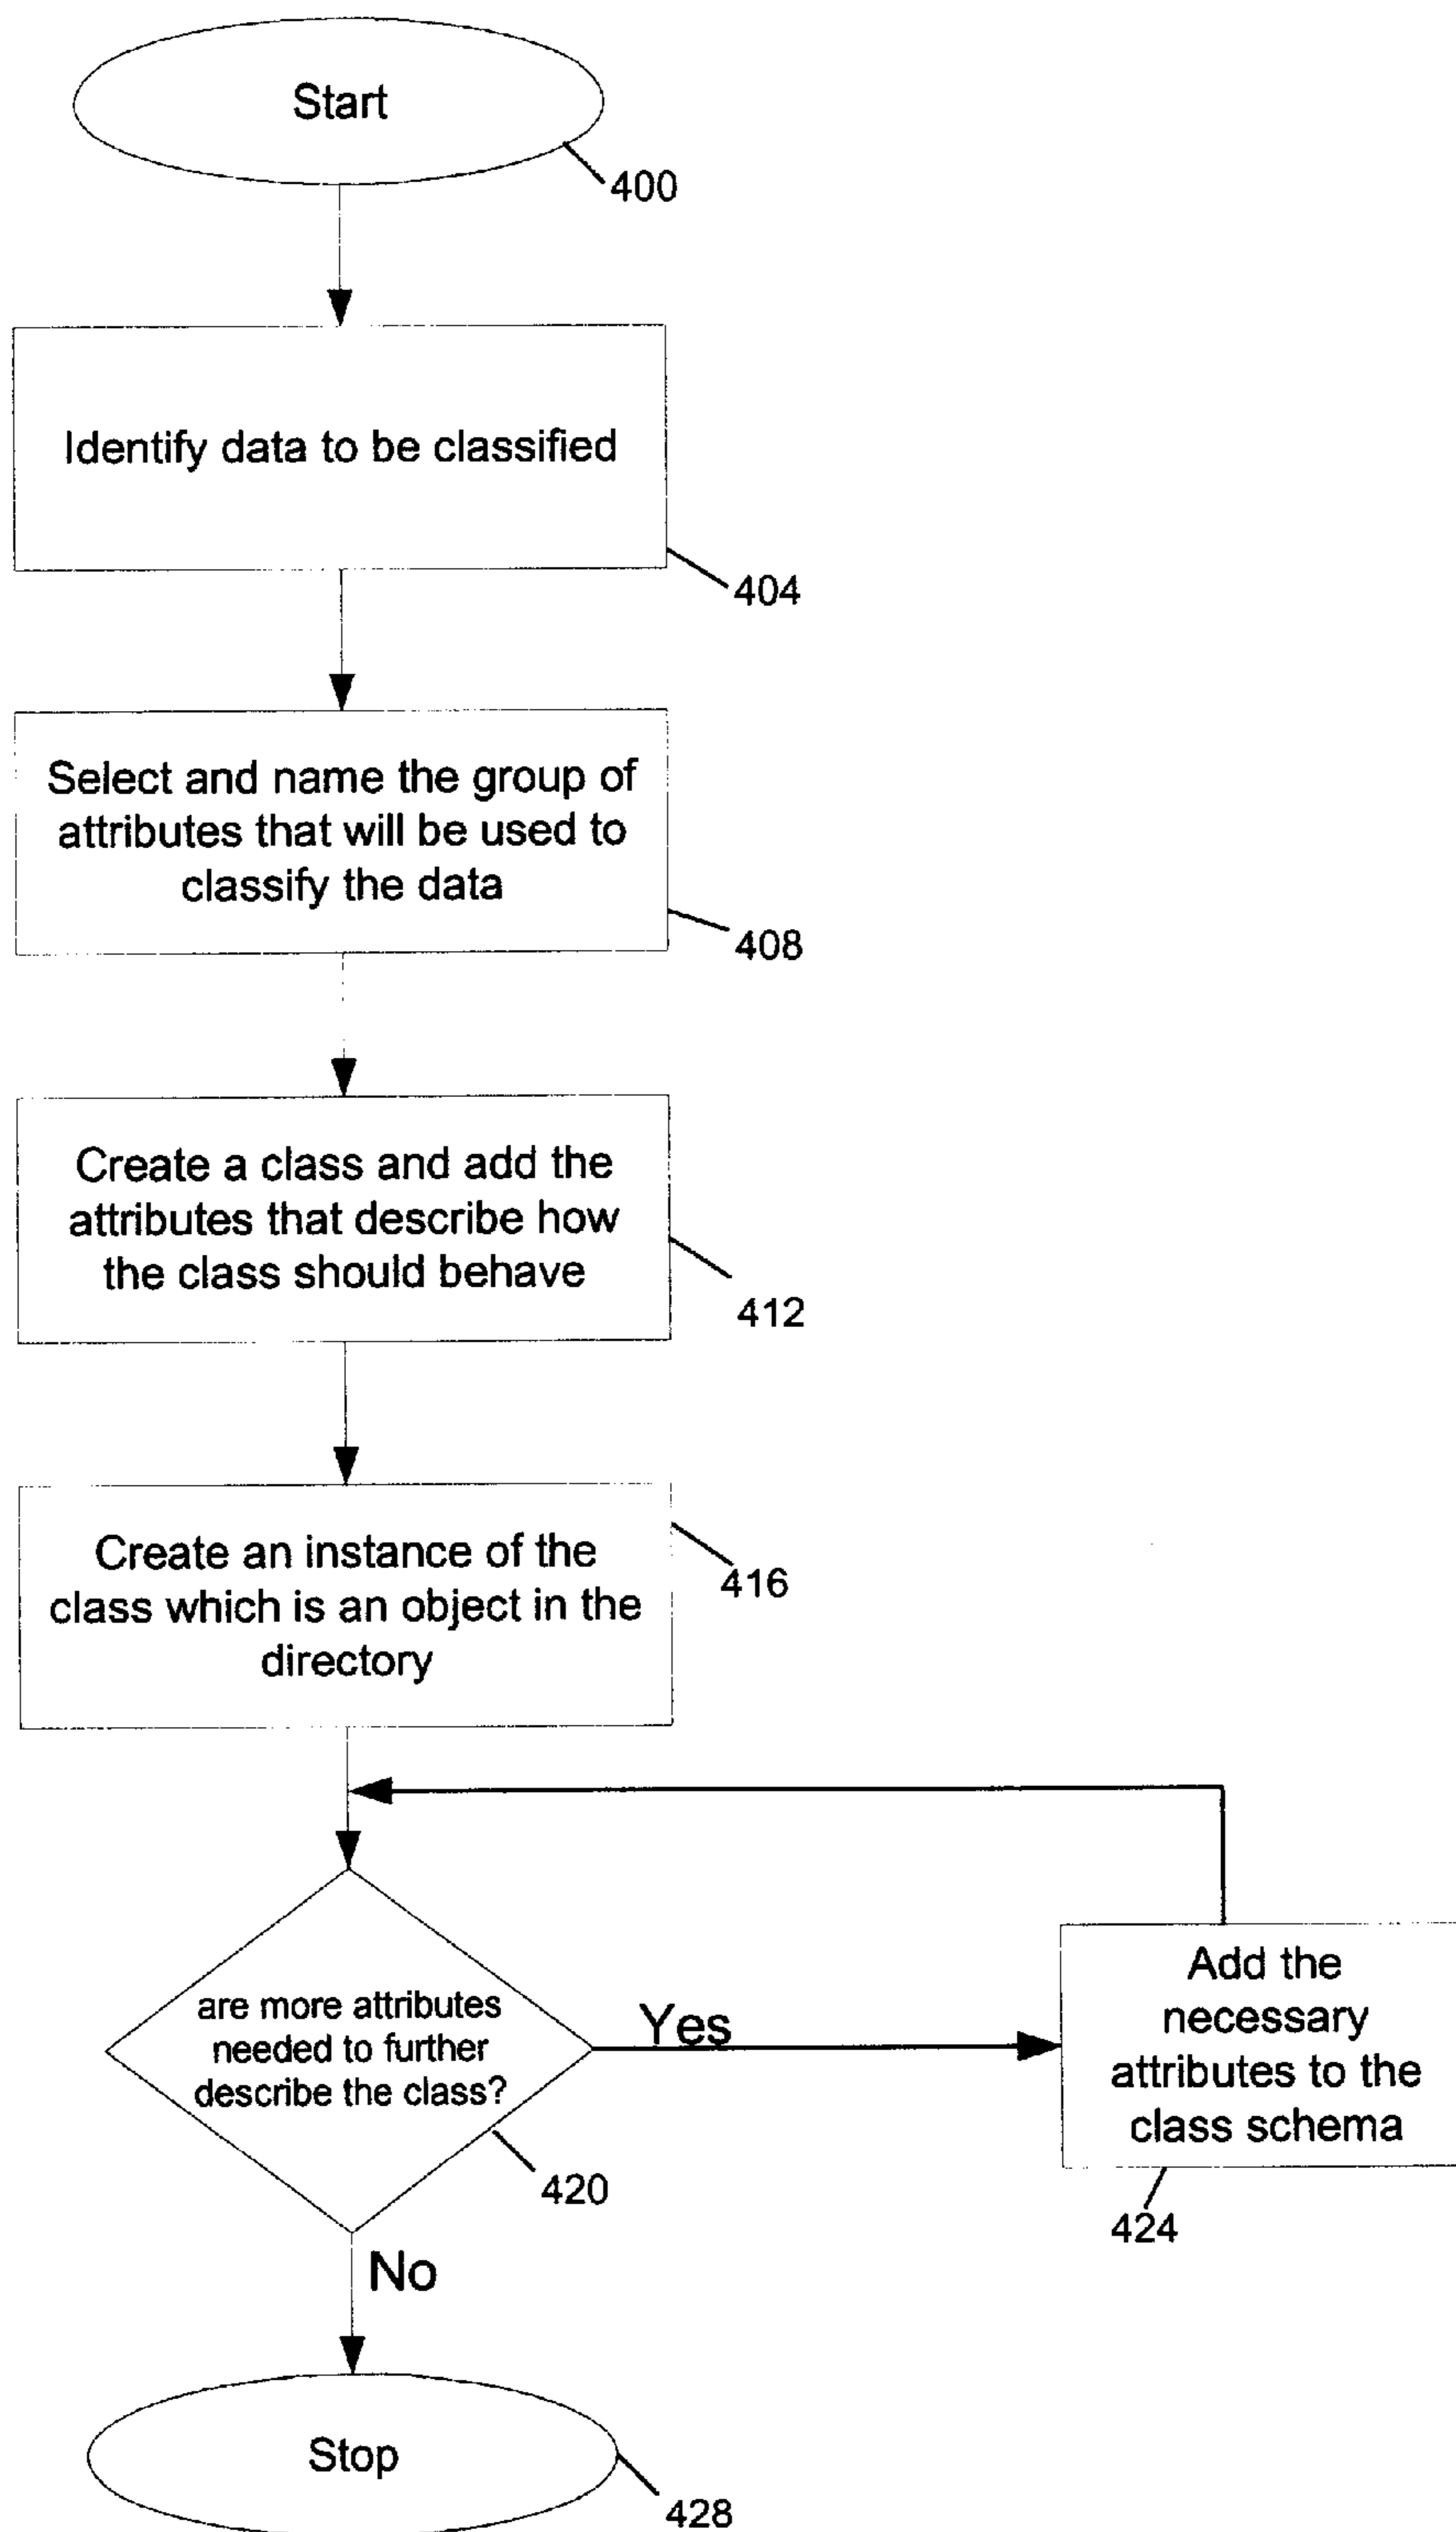 Start
400
Identify data to be classified
404
Select and name the group of
attributes that will be used to
classify the data
408
Create a class and add the
attributes that describe how
the class should behave
412
Create an instance of the
class which is an object in the
directory
416
are more attributes
needed to further
describe the class?
420
Yes
Add the
necessary
attributes to the
class schema
424
No
Stop
428